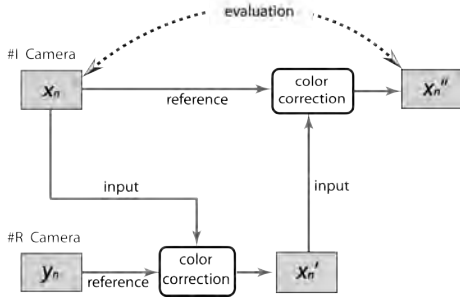 evaluation
#I Camera
xₙ
color
correction
xₙ''
reference
input
input
#R Camera
yₙ
reference
color
correction
xₙ'